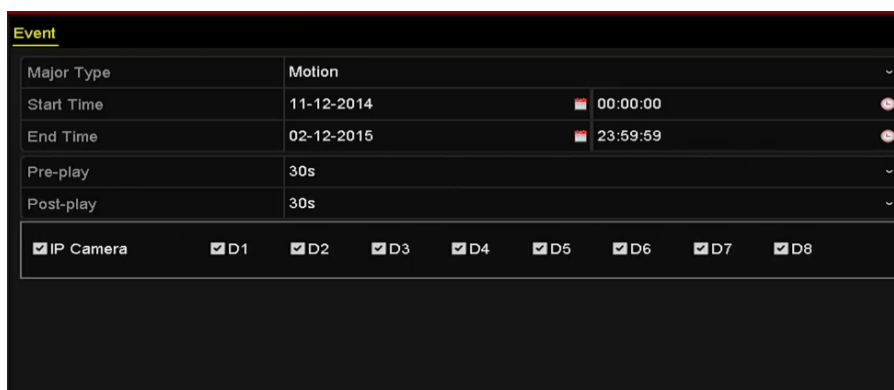 Event
Major Type Motion
Start Time 11-12-2014 00:00:00
End Time 02-12-2015 23:59:59
Pre-play 30s
Post-play 30s
IP Camera D1 D2 D3 D4 D5 D6 D7 D8